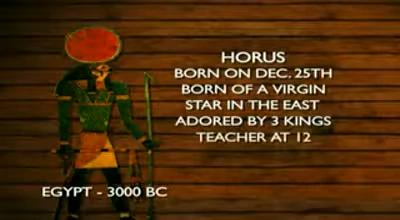 HORUS
BORN ON DEC. 25TH
BORN OF A VIRGIN
STAR IN THE EAST
ADORED BY 3 KINGS
TEACHER AT 12
EGYPT - 3000 BC